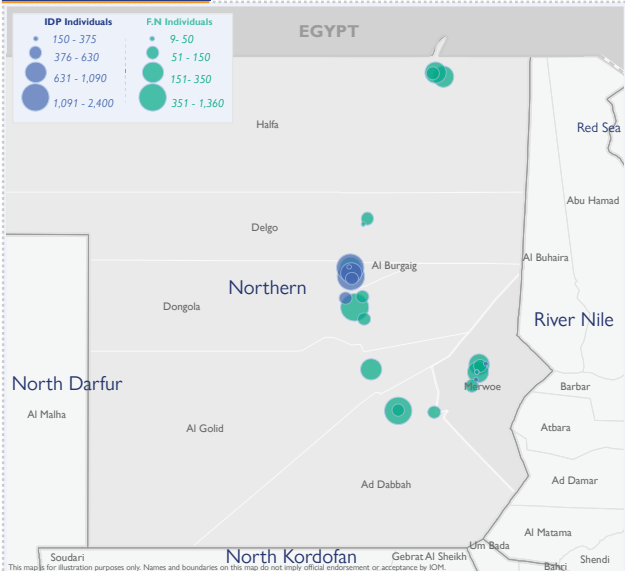 IDP Individuals
F.N Individuals
150 - 375
9- 50
376 - 630
51 - 150
631 - 1,090
151- 350
1,091 - 2,400
351 - 1,360
EGYPT
Halfa
Red Sea
Abu Hamad
Delgo
Al Burgaig
Al Buhaira
Northern
Dongola
River Nile
North Darfur
Merwoe
Barbar
Al Malha
Al Golid
Atbara
Ad Dabbah
Ad Damar
Al Matama
Um Bada
Soudari
North Kordofan
Gebrat Al Sheikh
Shendi
Bahri
This map is for illustration purposes only. Names and boundaries on this map do not imply official endorsement or acceptance by IOM.